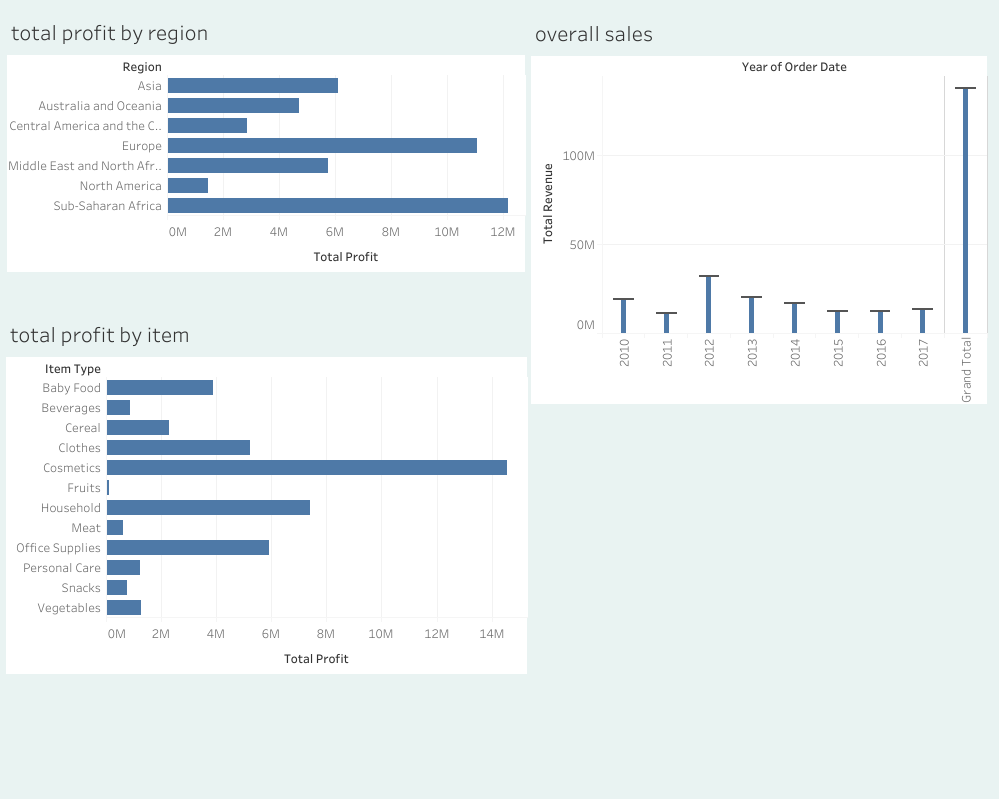 total profit by region
Region
Asia
Australia and Oceania
Central America and the C..
Europe
Middle East and North Afr..
North America
Sub-Saharan Africa
0M 2M 4M 6M 8M 10M 12M
Total Profit
overall sales
Year of Order Date
Total Revenue
100M
50M
0M
2010 2011 2012 2013 2014 2015 2016 2017 Grand Total
total profit by item
Item Type
Baby Food
Beverages
Cereal
Clothes
Cosmetics
Fruits
Household
Meat
Office Supplies
Personal Care
Snacks
Vegetables
0M 2M 4M 6M 8M 10M 12M 14M
Total Profit